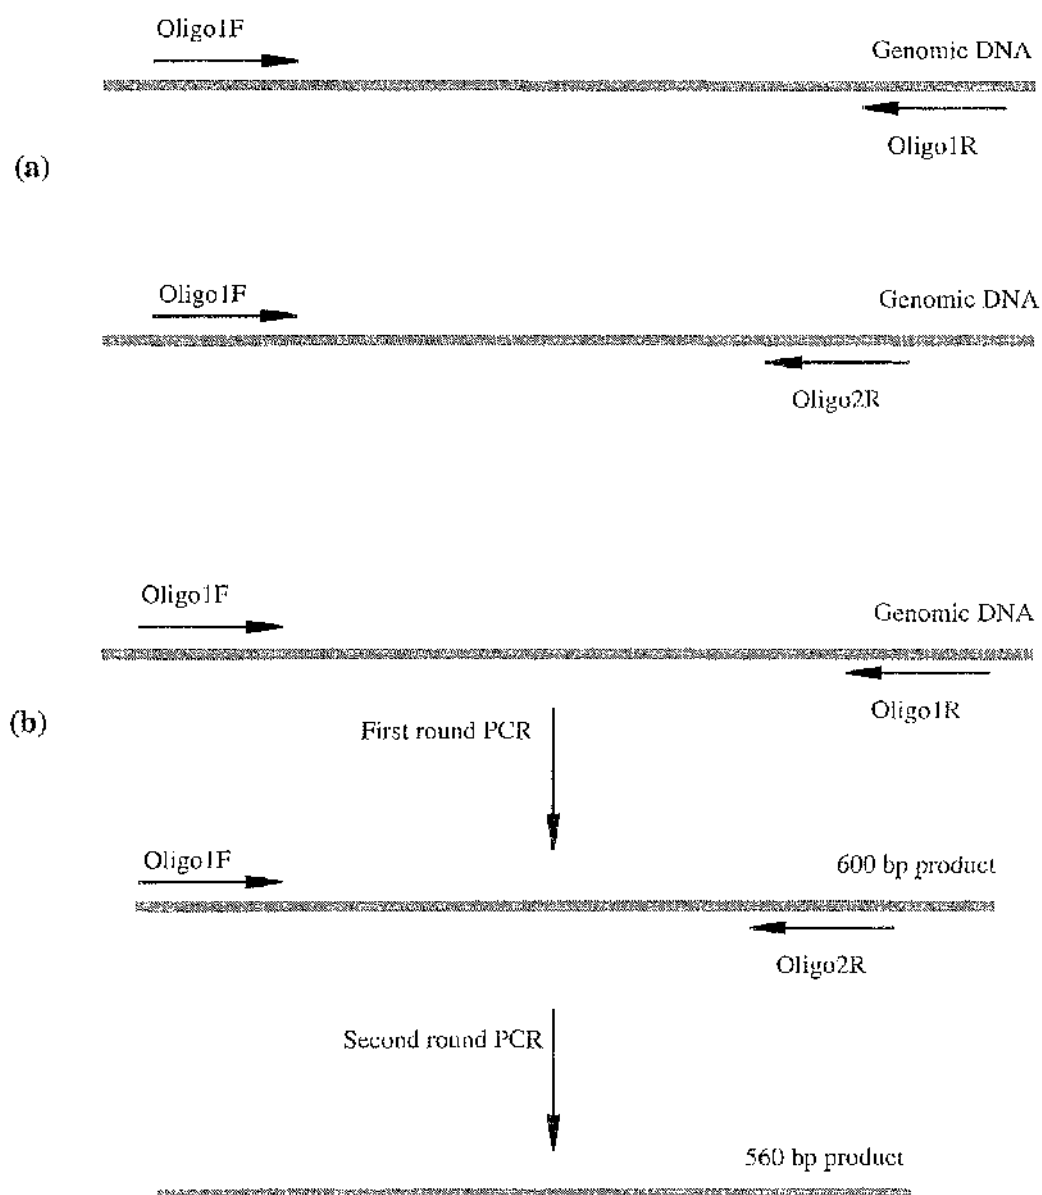 Oligo1F
Genomic DNA
Oligo1R
(a)
Oligo1F
Genomic DNA
Oligo2R
Oligo1F
Genomic DNA
Oligo1R
(b)
First round PCR
Oligo1F
600 bp product
Oligo2R
Second round PCR
560 bp product